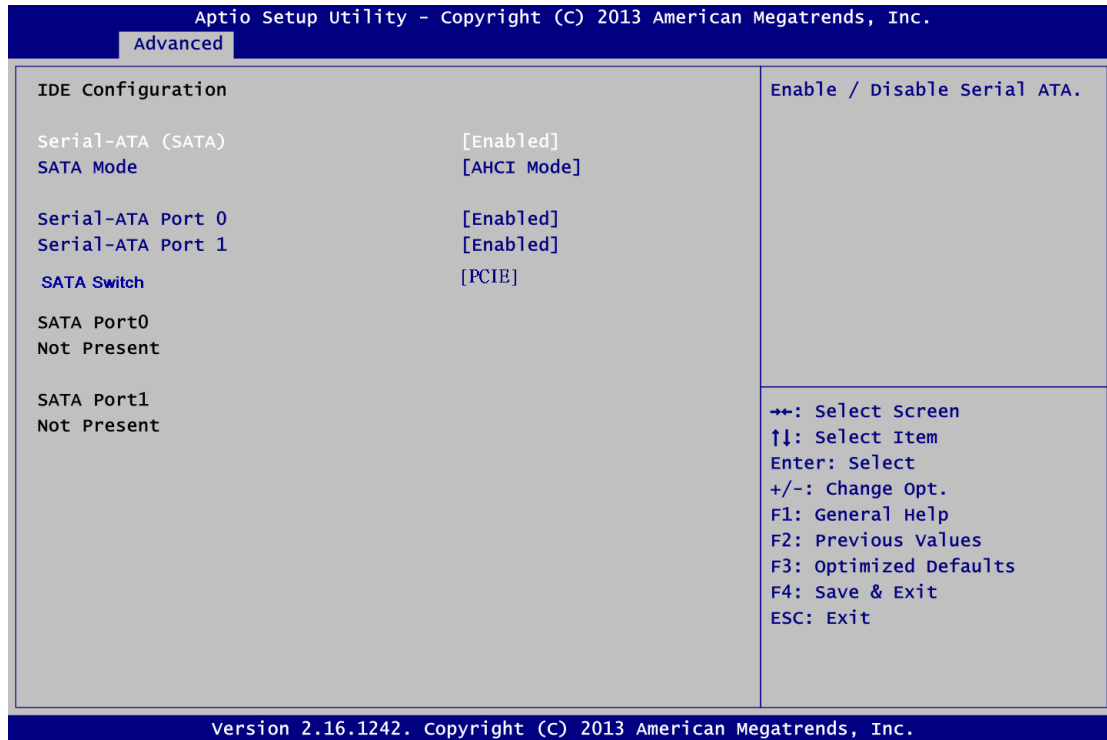 Aptio Setup Utility - Copyright (C) 2013 American Megatrends, Inc.
Advanced
IDE Configuration
Serial-ATA (SATA) [Enabled]
SATA Mode [AHCI Mode]
Serial-ATA Port 0 [Enabled]
Serial-ATA Port 1 [Enabled]
SATA Switch [PCIE]
SATA Port0
Not Present
SATA Port1
Not Present
Enable / Disable Serial ATA.
→←: Select Screen
↑↓: Select Item
Enter: Select
+/-: Change Opt.
F1: General Help
F2: Previous Values
F3: Optimized Defaults
F4: Save & Exit
ESC: Exit
Version 2.16.1242. Copyright (C) 2013 American Megatrends, Inc.